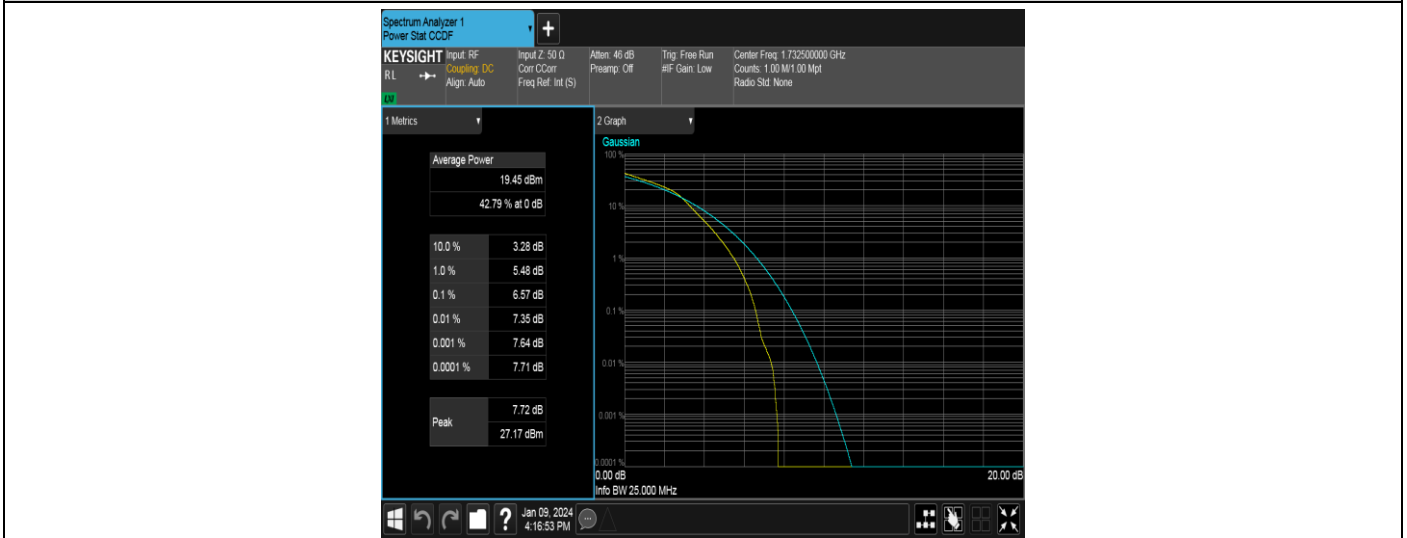 Spectrum Analyzer 1
Power Stat CCDF
+
KEYSIGHT Input: RF Input Z: 50 Ω Atten: 46 dB Trig: Free Run Center Freq: 1.732500000 GHz
RL Coupling: DC Corr CCorr Preamp: Off #IF Gain: Low Counts: 1.00 M/1.00 Mpt
Align: Auto Freq Ref: Int (S) Radio Std: None
1 Metrics
Average Power
19.45 dBm
42.79 % at 0 dB
10.0 % 3.28 dB
1.0 % 5.48 dB
0.1 % 6.57 dB
0.01 % 7.35 dB
0.001 % 7.64 dB
0.0001 % 7.71 dB
Peak 7.72 dB
27.17 dBm
2 Graph
Gaussian
100 %
10 %
1 %
0.1 %
0.01 %
0.001 %
0.0001 %
0.00 dB 20.00 dB
Info BW 25.000 MHz
? Jan 09, 2024
4:16:53 PM